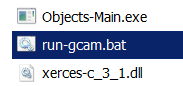 Objects-Main.exe
run-gcam.bat
xerces-c_3_1.dll